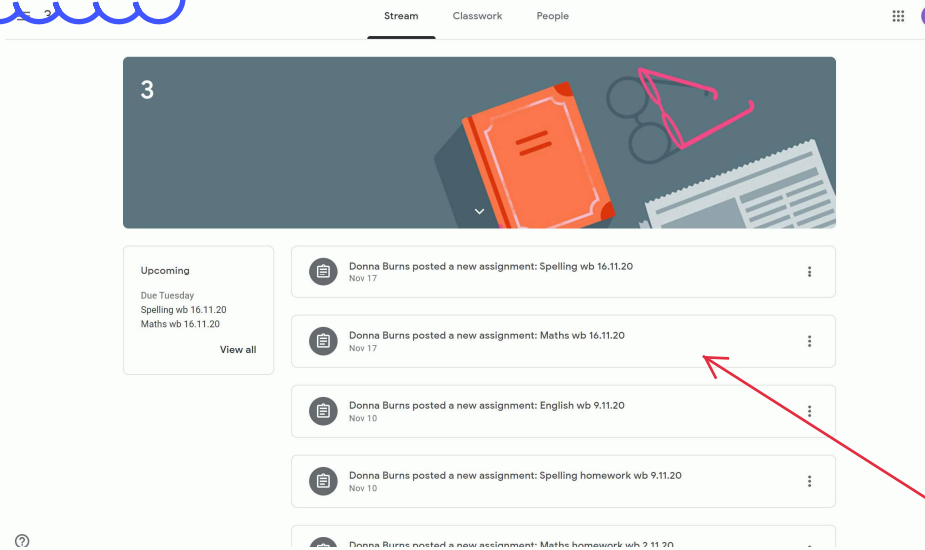 3
Stream Classwork People
3
Upcoming
Due Tuesday
Spelling wb 16.11.20
Maths wb 16.11.20
View all
Donna Burns posted a new assignment: Spelling wb 16.11.20
Nov 17
Donna Burns posted a new assignment: Maths wb 16.11.20
Nov 17
Donna Burns posted a new assignment: English wb 9.11.20
Nov 10
Donna Burns posted a new assignment: Spelling homework wb 9.11.20
Nov 10
Donna Burns posted a new assignment: Maths homework wb 2.11.20